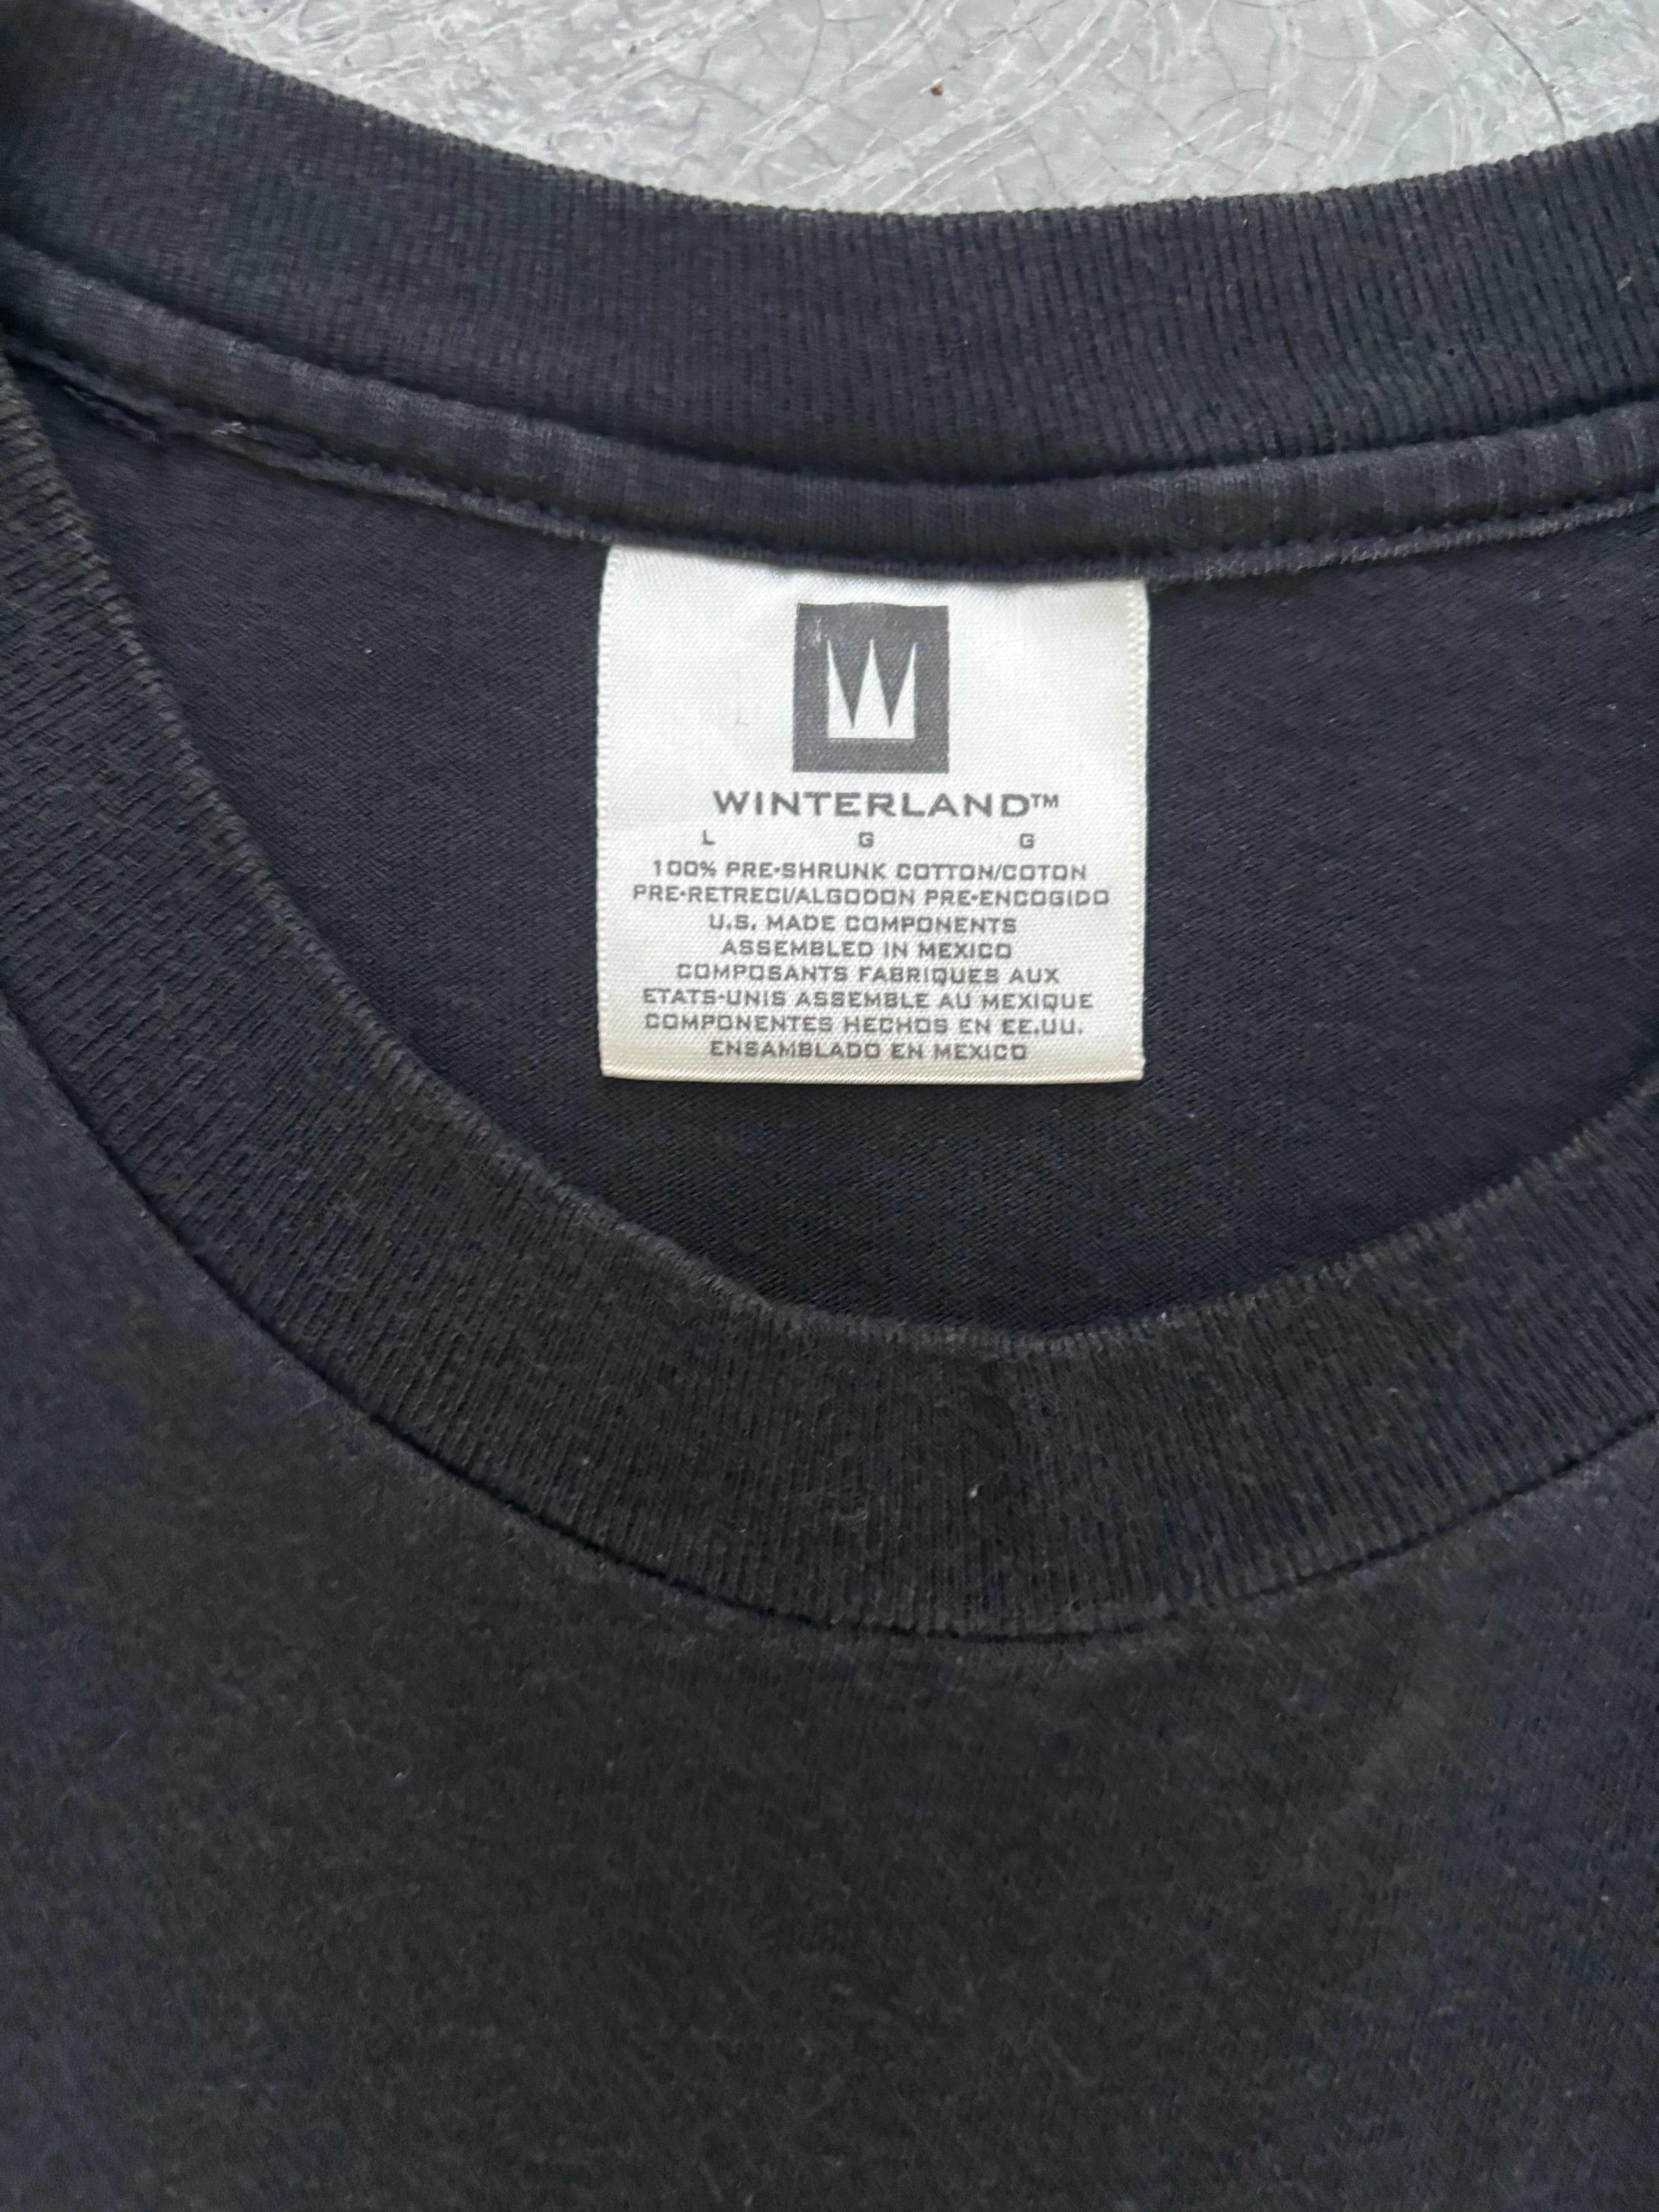 W
WINTERLAND™
L G G
100% PRE-SHRUNK COTTON/COTON
PRE-RETRECI/ALGODON PRE-ENCOGIDO
U.S. MADE COMPONENTS
ASSEMBLED IN MEXICO
COMPOSANTS FABRIQUES AUX
ETATS-UNIS ASSEMBLE AU MEXIQUE
COMPONENTES HECHOS EN EE.UU.
ENSAMBLADO EN MEXICO